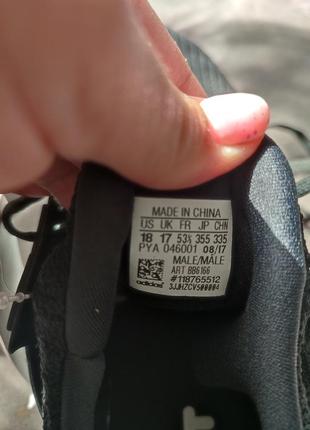 MADE IN CHINA
US UK FR JP CHN
18 17 53⅓ 355 335
PYA 046001 08/17
MALE/MALE
ART BB6166
#118765512
adidas 3JJHZCV500004